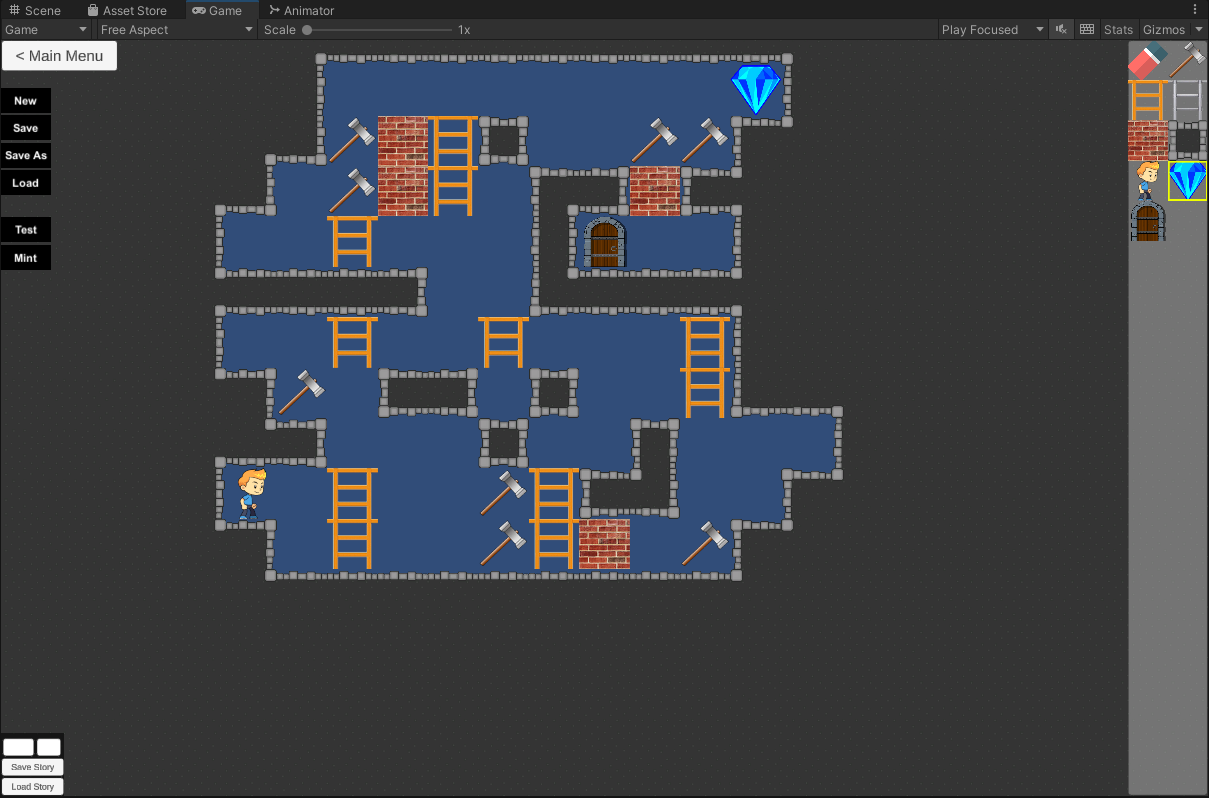 Scene
Asset Store
Game
Animator
Game
Free Aspect
Scale
1x
Play Focused
Stats
Gizmos
< Main Menu
New
Save
Save As
Load
Test
Mint
Save Story
Load Story